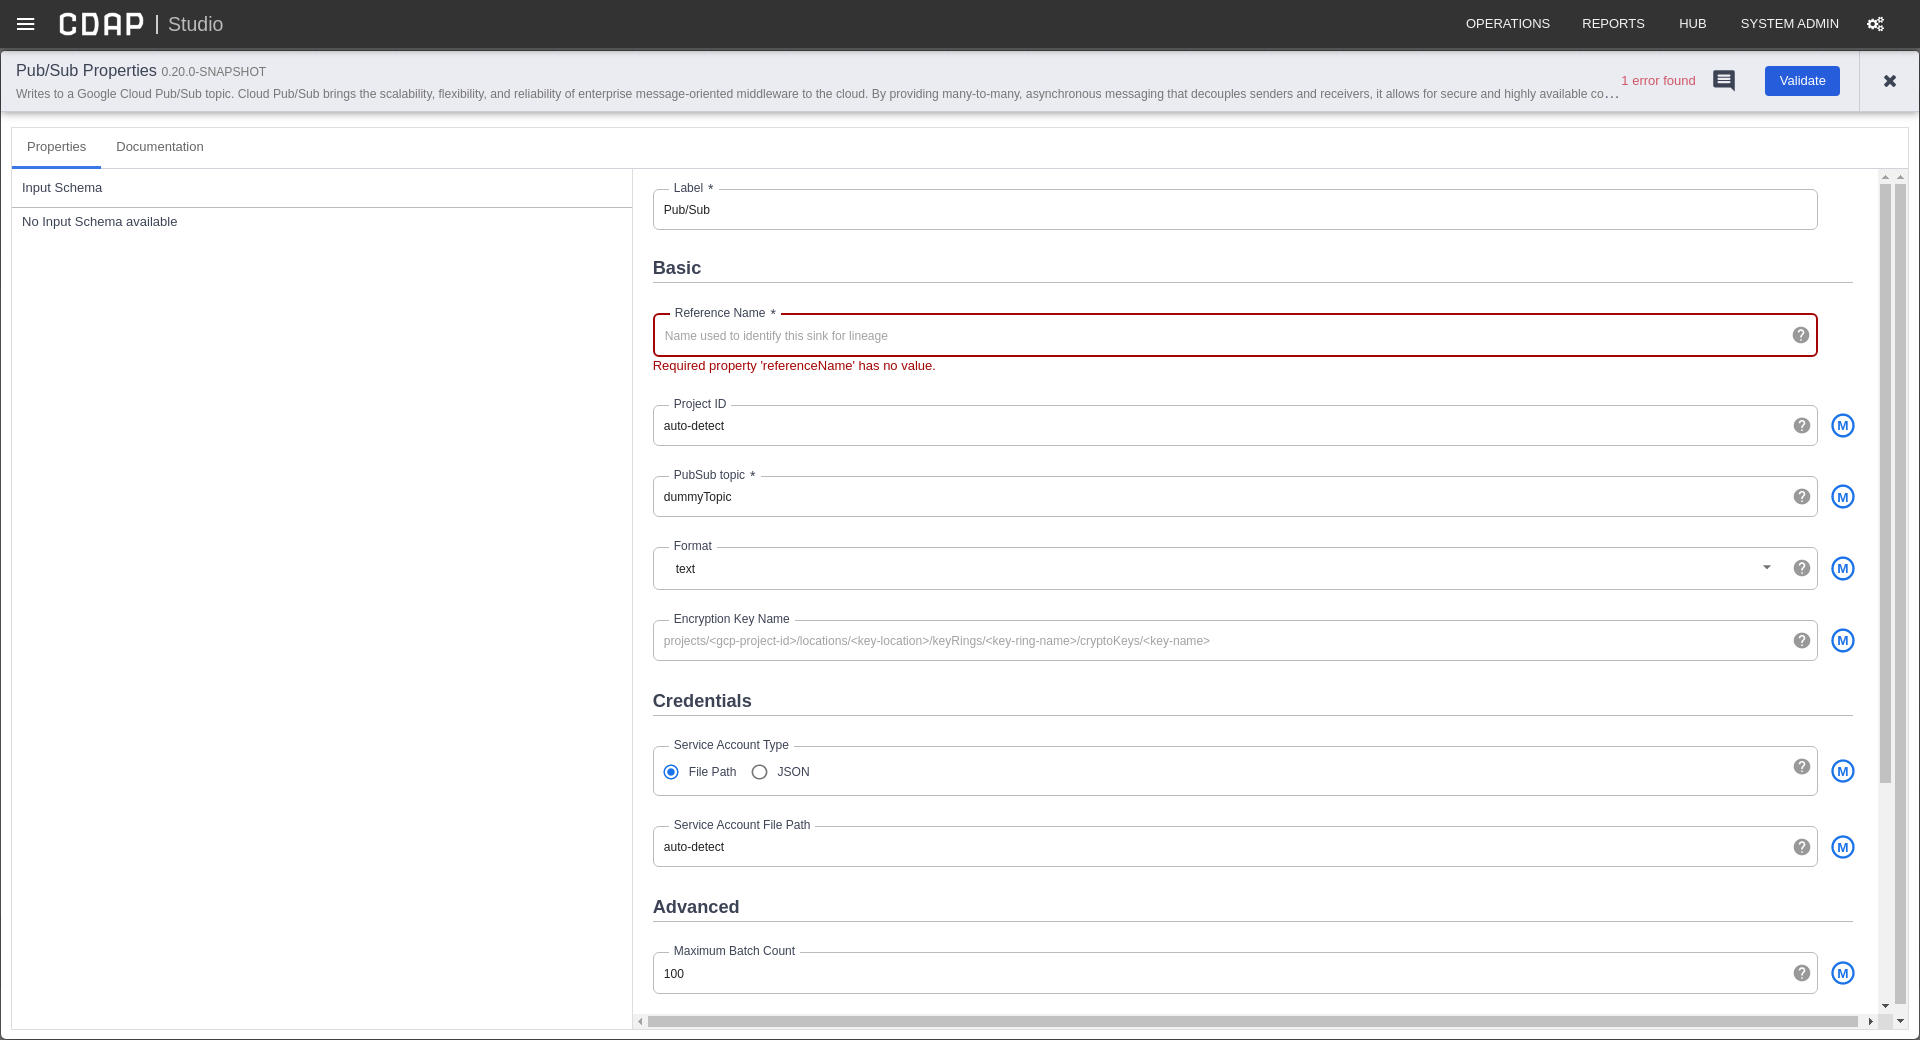 CDAP | Studio
OPERATIONS REPORTS HUB SYSTEM ADMIN
Pub/Sub Properties 0.20.0-SNAPSHOT
Writes to a Google Cloud Pub/Sub topic. Cloud Pub/Sub brings the scalability, flexibility, and reliability of enterprise message-oriented middleware to the cloud. By providing many-to-many, asynchronous messaging that decouples senders and receivers, it allows for secure and highly available co...
1 error found
Validate
Properties Documentation
Input Schema
No Input Schema available
Label *
Pub/Sub
Basic
Reference Name *
Name used to identify this sink for lineage
Required property 'referenceName' has no value.
Project ID
auto-detect
M
PubSub topic *
dummyTopic
M
Format
text
M
Encryption Key Name
projects/<gcp-project-id>/locations/<key-location>/keyRings/<key-ring-name>/cryptoKeys/<key-name>
M
Credentials
Service Account Type
File Path JSON
M
Service Account File Path
auto-detect
M
Advanced
Maximum Batch Count
100
M